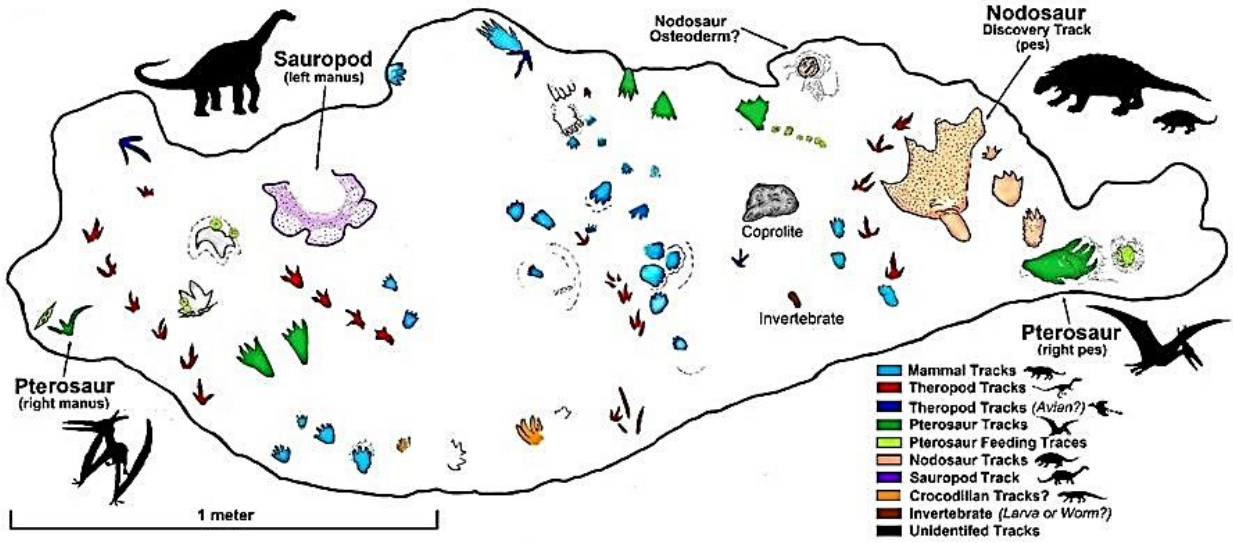 Nodosaur
Osteoderm?
Nodosaur
Discovery Track
(pes)
Sauropod
(left manus)
Coprolite
Invertebrate
Pterosaur
(right manus)
Pterosaur
(right pes)
Mammal Tracks
Theropod Tracks
Theropod Tracks (Avian?)
Pterosaur Tracks
Pterosaur Feeding Traces
Nodosaur Tracks
Sauropod Track
Crocodilian Tracks?
Invertebrate (Larva or Worm?)
Unidentifed Tracks
1 meter